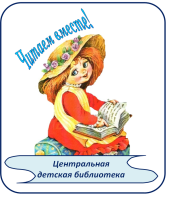 Читаем вместе!
Центральная
детская библиотека